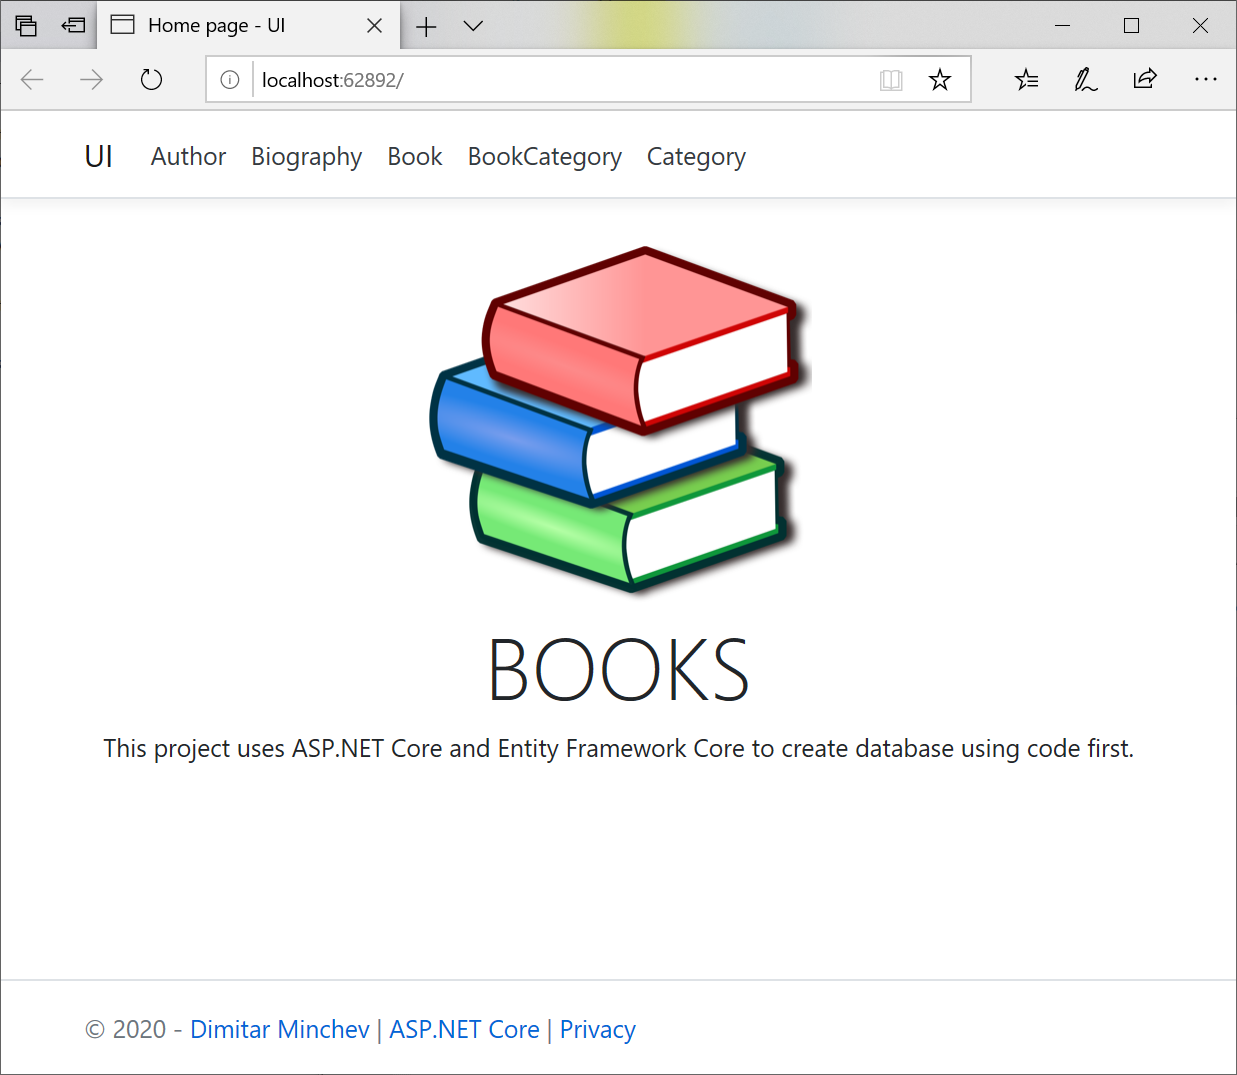 Home page - UI
localhost:62892/
UI Author Biography Book BookCategory Category
BOOKS
This project uses ASP.NET Core and Entity Framework Core to create database using code first.
© 2020 - Dimitar Minchev | ASP.NET Core | Privacy